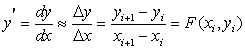 y' = dy/dx ≈ Δy/Δx = (y_{i+1} − y_i)/(x_{i+1} − x_i) = F(x_i, y_i)